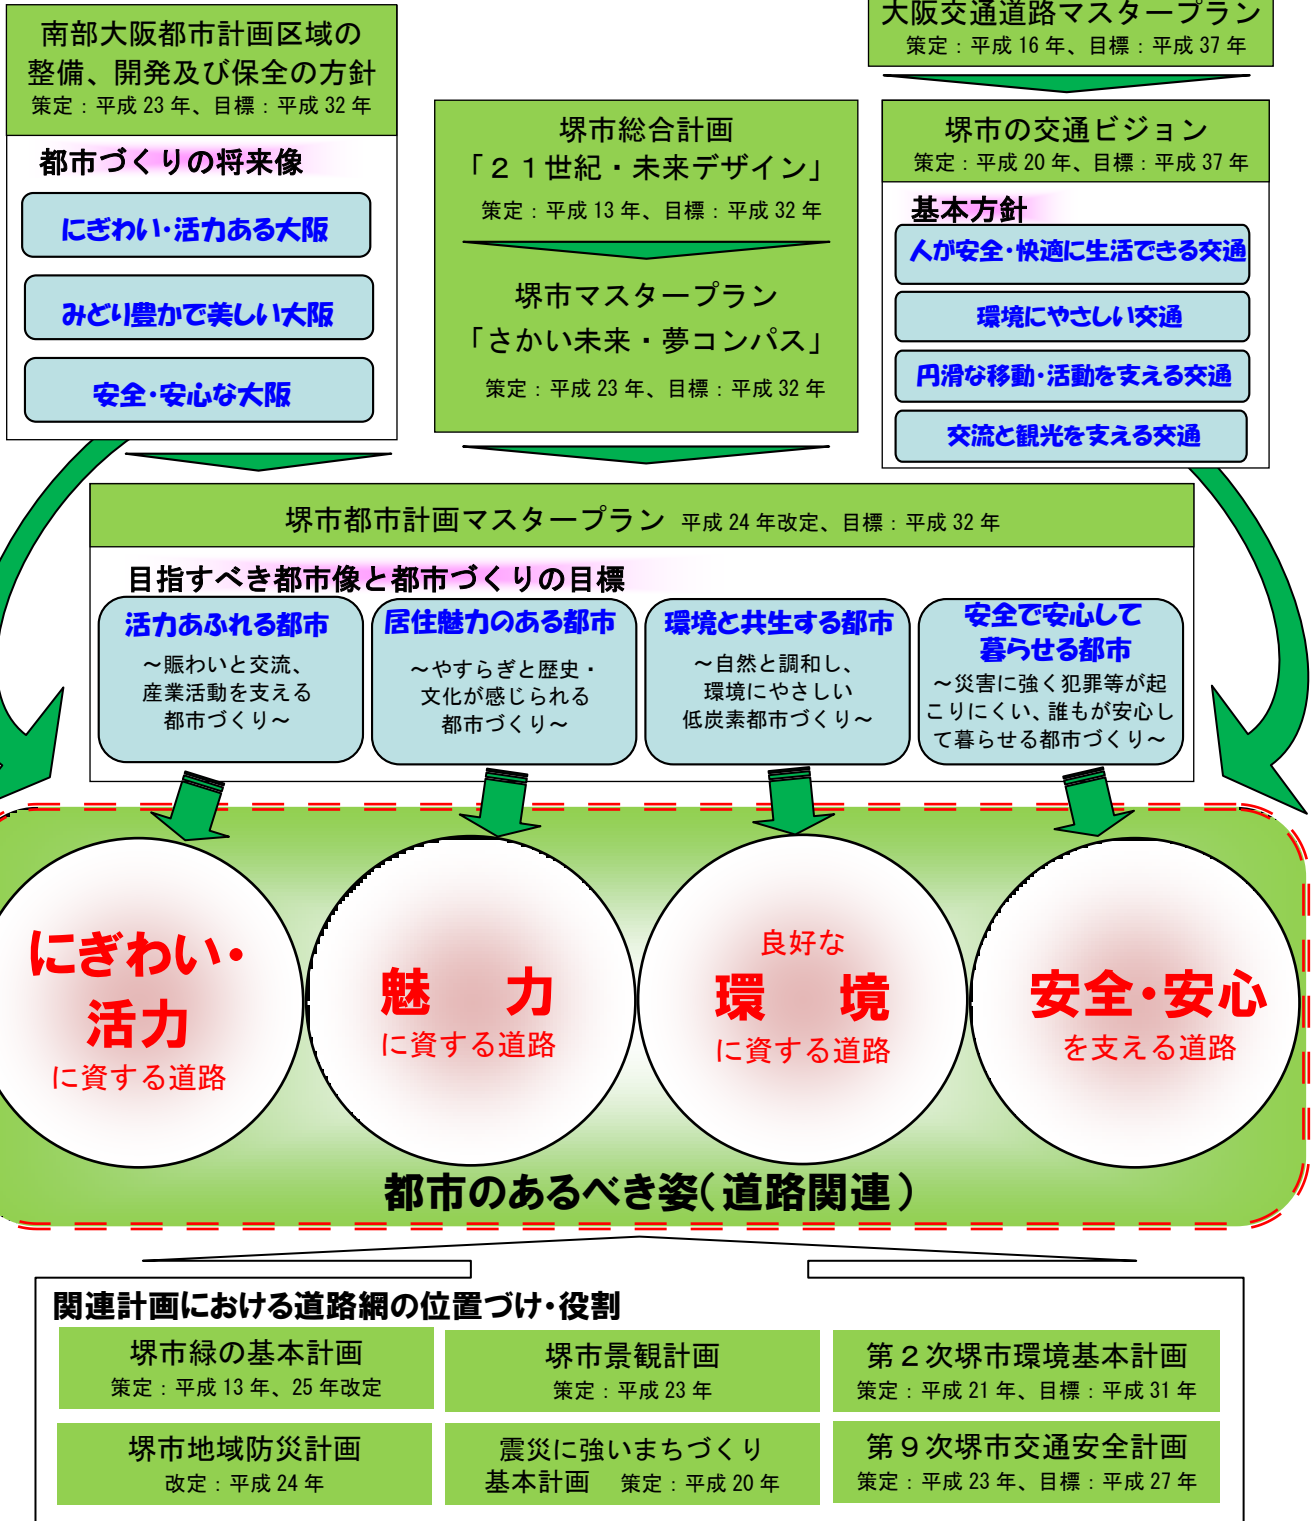 南部大阪都市計画区域の
整備、開発及び保全の方針
策定：平成23年、目標：平成32年
都市づくりの将来像
にぎわい・活力ある大阪
みどり豊かで美しい大阪
安全・安心な大阪
堺市総合計画
「２１世紀・未来デザイン」
策定：平成13年、目標：平成32年
堺市マスタープラン
「さかい未来・夢コンパス」
策定：平成23年、目標：平成32年
大阪交通道路マスタープラン
策定：平成16年、目標：平成37年
堺市の交通ビジョン
策定：平成20年、目標：平成37年
基本方針
人が安全・快適に生活できる交通
環境にやさしい交通
円滑な移動・活動を支える交通
交流と観光を支える交通
堺市都市計画マスタープラン 平成24年改定、目標：平成32年
目指すべき都市像と都市づくりの目標
活力あふれる都市
～賑わいと交流、
産業活動を支える
都市づくり～
居住魅力のある都市
～やすらぎと歴史・
文化が感じられる
都市づくり～
環境と共生する都市
～自然と調和し、
環境にやさしい
低炭素都市づくり～
安全で安心して
暮らせる都市
～災害に強く犯罪等が起
こりにくい、誰もが安心し
て暮らせる都市づくり～
にぎわい・
活力
に資する道路
魅　力
に資する道路
良好な
環　境
に資する道路
安全・安心
を支える道路
都市のあるべき姿（道路関連）
関連計画における道路網の位置づけ・役割
堺市緑の基本計画
策定：平成13年、25年改定
堺市景観計画
策定：平成23年
第２次堺市環境基本計画
策定：平成21年、目標：平成31年
堺市地域防災計画
改定：平成24年
震災に強いまちづくり
基本計画　策定：平成20年
第９次堺市交通安全計画
策定：平成23年、目標：平成27年